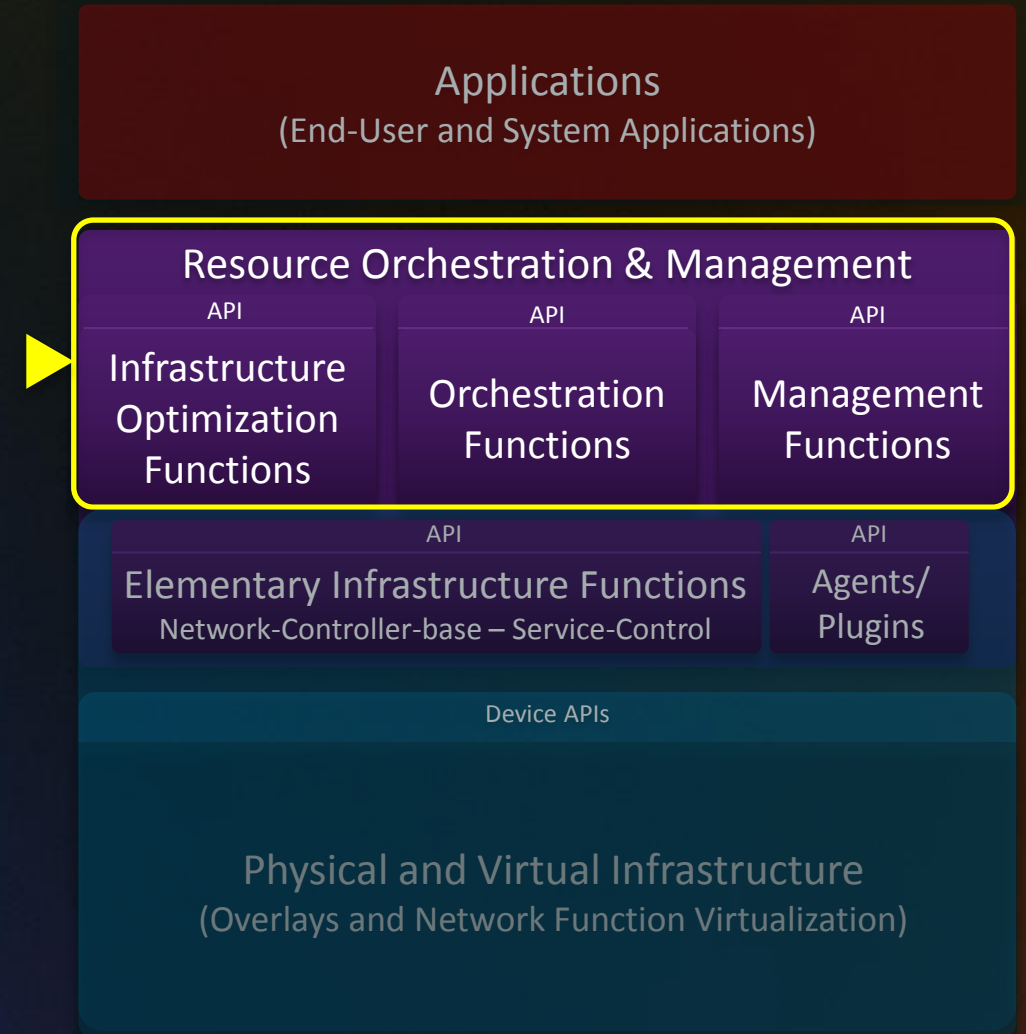 Applications
(End-User and System Applications)
Resource Orchestration & Management
API
Infrastructure
Optimization
Functions
API
Orchestration
Functions
API
Management
Functions
API
Elementary Infrastructure Functions
Network-Controller-base – Service-Control
API
Agents/
Plugins
Device APIs
Physical and Virtual Infrastructure
(Overlays and Network Function Virtualization)